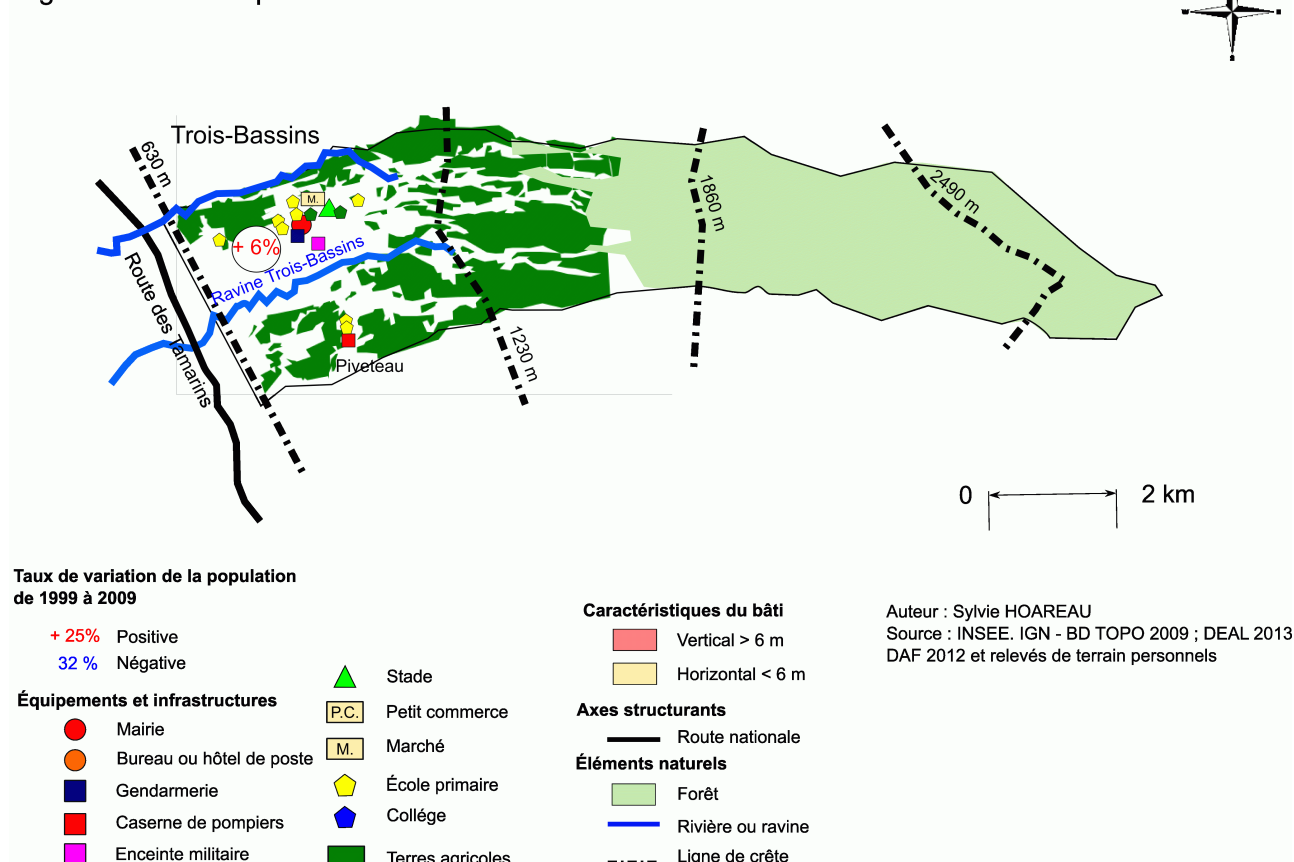 Trois-Bassins
630 m
M.
1860 m
2490 m
+ 6%
Ravine Trois-Bassins
Route des Tamarins
1230 m
Piveteau
0 2 km
Taux de variation de la population
de 1999 à 2009
+ 25% Positive
32 % Négative
Équipements et infrastructures
Mairie
Bureau ou hôtel de poste
Gendarmerie
Caserne de pompiers
Enceinte militaire
Stade
P.C. Petit commerce
M. Marché
École primaire
Collége
Terres agricoles
Caractéristiques du bâti
Vertical > 6 m
Horizontal < 6 m
Axes structurants
Route nationale
Éléments naturels
Forêt
Rivière ou ravine
Ligne de crête
Auteur : Sylvie HOAREAU
Source : INSEE. IGN - BD TOPO 2009 ; DEAL 2013
DAF 2012 et relevés de terrain personnels